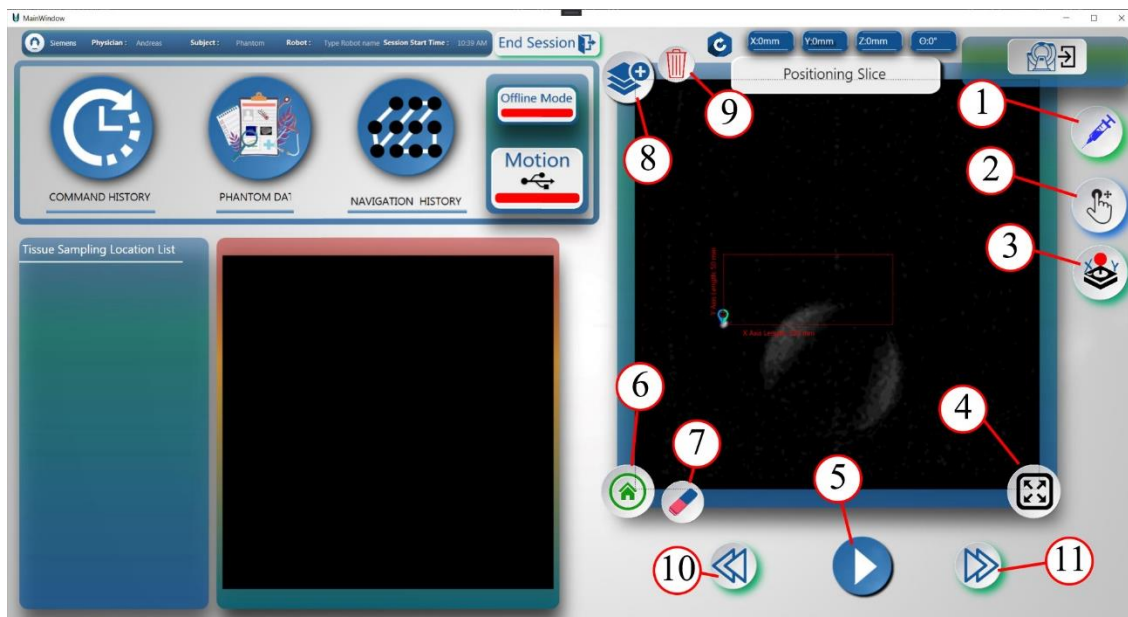 MainWindow
Siemens Physician : Andreas Subject : Phantom Robot : Type Robot name Session Start Time : 10:39 AM
End Session
X:0mm Y:0mm Z:0mm Θ:0°
Positioning Slice
Offline Mode
Motion
COMMAND HISTORY
PHANTOM DAT
NAVIGATION HISTORY
Tissue Sampling Location List
X Y
X Axis
1
2
3
4
5
6
7
8
9
10
11